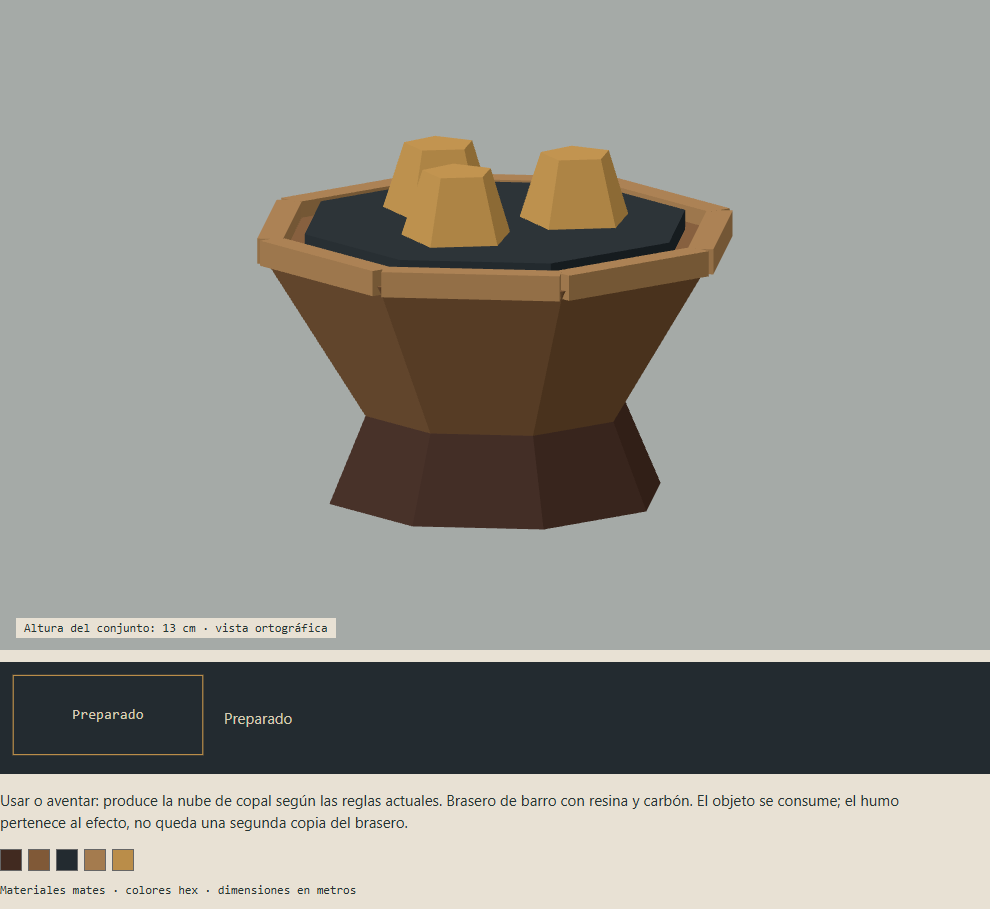 Altura del conjunto: 13 cm · vista ortográfica
Preparado
Preparado
Usar o aventar: produce la nube de copal según las reglas actuales. Brasero de barro con resina y carbón. El objeto se consume; el humo
pertenece al efecto, no queda una segunda copia del brasero.
Materiales mates · colores hex · dimensiones en metros